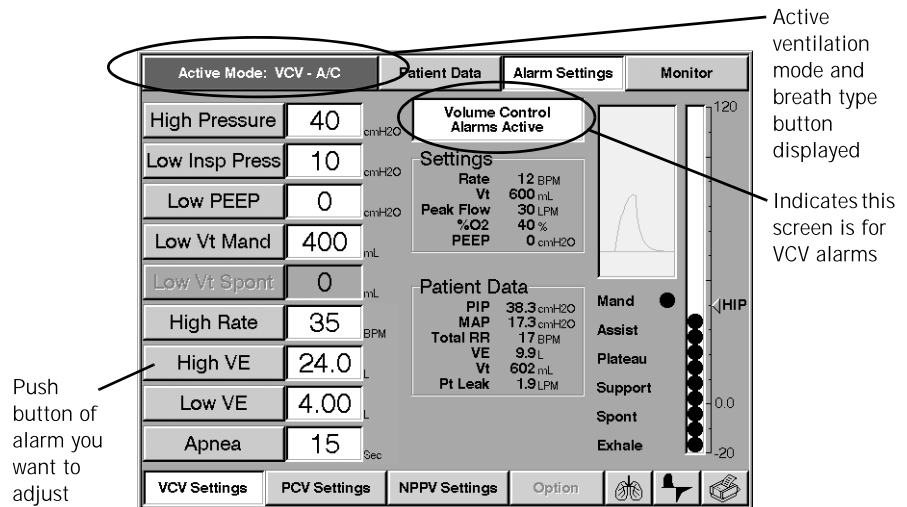 Active
ventilation
mode and
breath type
button
displayed
Indicates this
screen is for
VCV alarms
Push
button of
alarm you
want to
adjust
Active Mode: VCV - A/C
Patient Data
Alarm Settings
Monitor
High Pressure 40 cmH2O
Low Insp Press 10 cmH2O
Low PEEP 0 cmH2O
Low Vt Mand 400 mL
Low Vt Spont 0 mL
High Rate 35 BPM
High VE 24.0 L
Low VE 4.00 L
Apnea 15 Sec
Volume Control
Alarms Active
Settings
Rate 12 BPM
Vt 600 mL
Peak Flow 30 LPM
%O2 40 %
PEEP 0 cmH2O
Patient Data
PIP 38.3 cmH2O
MAP 17.3 cmH2O
Total RR 17 BPM
VE 9.9 L
Vt 602 mL
Pt Leak 1.9 LPM
Mand
Assist
Plateau
Support
Spont
Exhale
120
HIP
0.0
-20
VCV Settings
PCV Settings
NPPV Settings
Option